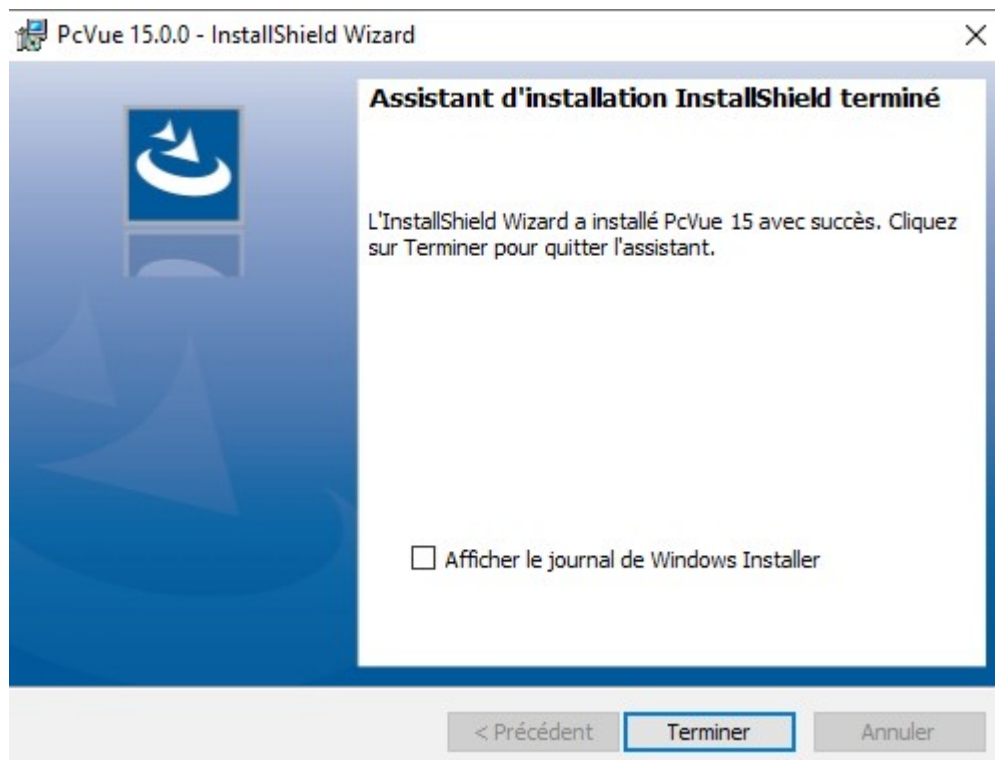 PcVue 15.0.0 - InstallShield Wizard
Assistant d'installation InstallShield terminé
L'InstallShield Wizard a installé PcVue 15 avec succès. Cliquez
sur Terminer pour quitter l'assistant.
Afficher le journal de Windows Installer
< Précédent Terminer Annuler